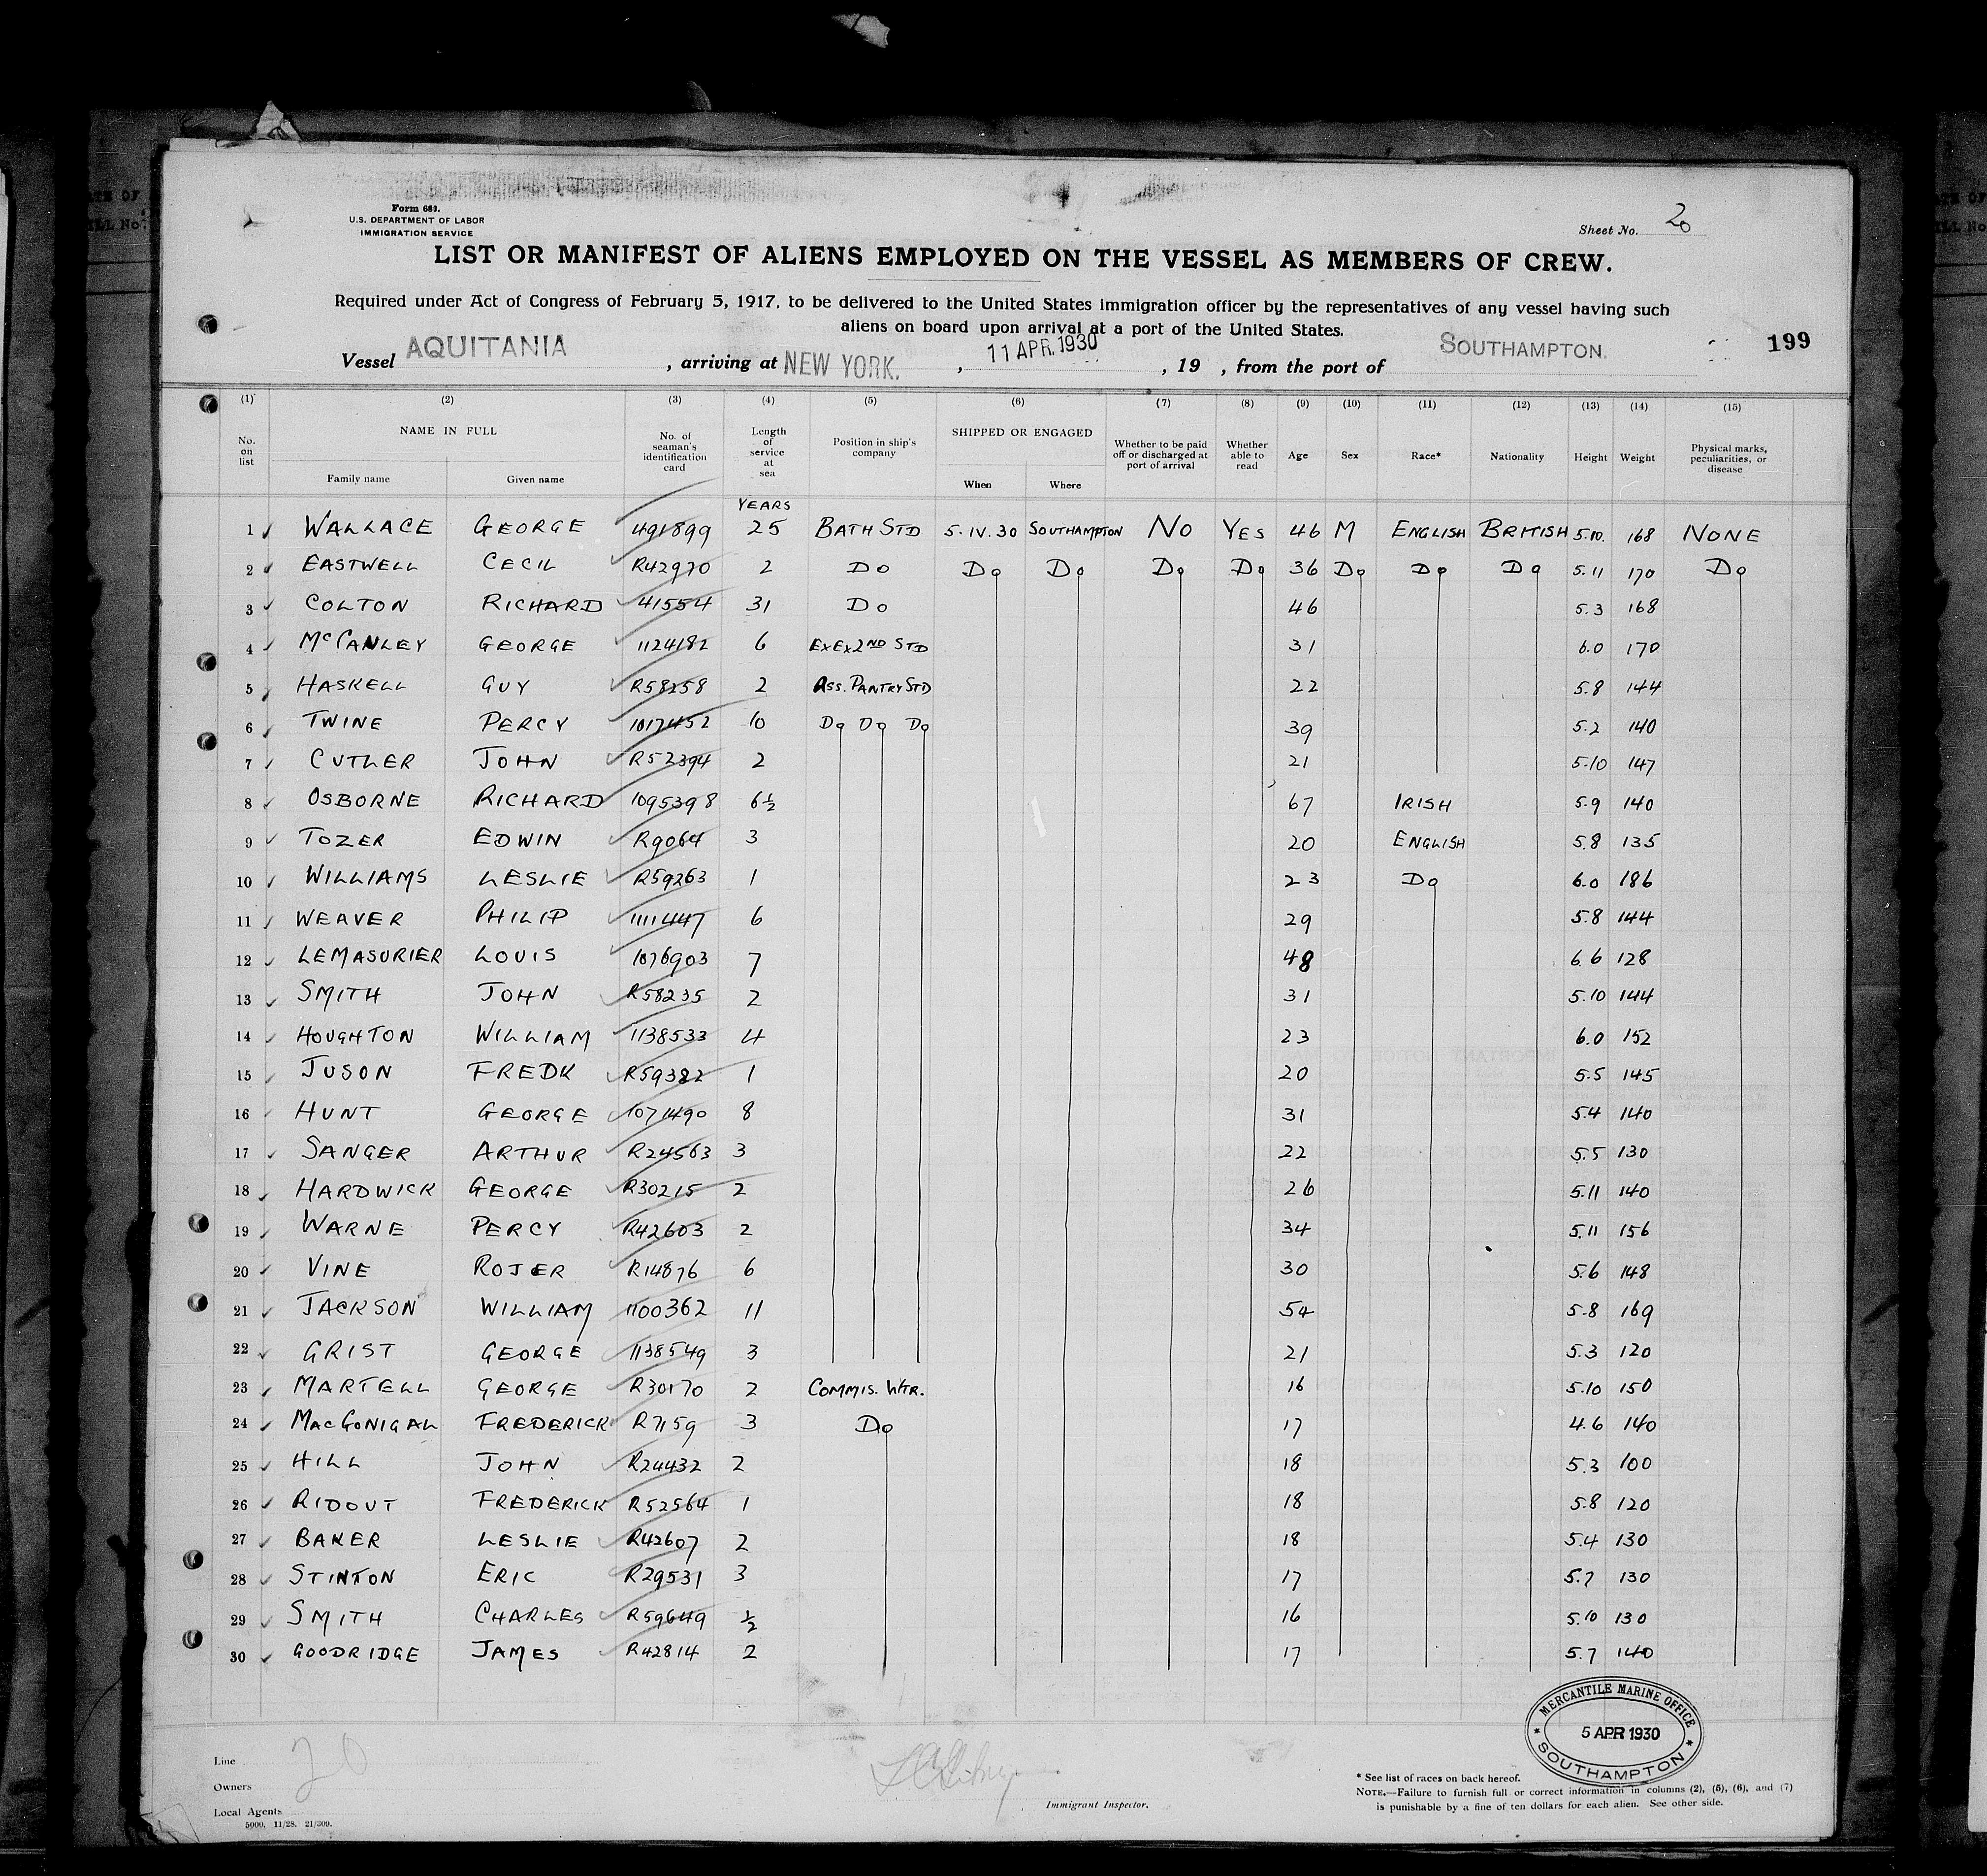 Form 680.
U.S. DEPARTMENT OF LABOR
IMMIGRATION SERVICE
Sheet No. 20
LIST OR MANIFEST OF ALIENS EMPLOYED ON THE VESSEL AS MEMBERS OF CREW.
Required under Act of Congress of February 5, 1917, to be delivered to the United States immigration officer by the representatives of any vessel having such
aliens on board upon arrival at a port of the United States.
199
Vessel AQUITANIA , arriving at NEW YORK. , 11 APR. 1930 , 19 , from the port of SOUTHAMPTON.
(1) (2) (3) (4) (5) (6) (7) (8) (9) (10) (11) (12) (13) (14) (15)
No. on list NAME IN FULL Family name Given name No. of seaman's identification card Length of service at sea Position in ship's company SHIPPED OR ENGAGED When Where Whether to be paid off or discharged at port of arrival Whether able to read Age Sex Race* Nationality Height Weight Physical marks, peculiarities, or disease
YEARS
1 WALLACE GEORGE 491899 25 BATH STD 5.IV.30 SOUTHAMPTON NO YES 46 M ENGLISH BRITISH 5.10. 168 NONE
2 EASTWELL CECIL R42970 2 Do Do Do Do Do 36 Do Do Do 5.11 170 Do
3 COLTON RICHARD 41554 31 Do 46 5.3 168
4 McCANLEY GEORGE 1124182 6 EXEX2ND STD 31 6.0 170
5 HASKELL GUY R58258 2 ASS. PANTRY STD 22 5.8 144
6 TWINE PERCY 1017452 10 Do Do Do 39 5.2 140
7 CUTLER JOHN R52394 2 21 5.10 147
8 OSBORNE RICHARD 1095398 6½ 67 IRISH 5.9 140
9 TOZER EDWIN R9064 3 20 ENGLISH 5.8 135
10 WILLIAMS LESLIE R59263 1 23 Do 6.0 186
11 WEAVER PHILIP 1111447 6 29 5.8 144
12 LEMASURIER LOUIS 1076903 7 48 6.6 128
13 SMITH JOHN R58235 2 31 5.10 144
14 HOUGHTON WILLIAM 1138533 4 23 6.0 152
15 JUSON FREDK R59382 1 20 5.5 145
16 HUNT GEORGE 1071490 8 31 5.4 140
17 SANGER ARTHUR R24563 3 22 5.5 130
18 HARDWICK GEORGE R30215 2 26 5.11 140
19 WARNE PERCY R42603 2 34 5.11 156
20 VINE ROJER R14876 6 30 5.6 148
21 JACKSON WILLIAM 1100362 11 54 5.8 169
22 GRIST GEORGE 1138549 3 21 5.3 120
23 MARTELL GEORGE R30170 2 COMMIS. WTR. 16 5.10 150
24 MACGONIGAL FREDERICK R7159 3 Do 17 4.6 140
25 HILL JOHN R24432 2 18 5.3 100
26 RIDOUT FREDERICK R52564 1 18 5.8 120
27 BAKER LESLIE R42607 2 18 5.4 130
28 STINTON ERIC R29531 3 17 5.7 130
29 SMITH CHARLES R59649 ½ 16 5.10 130
30 GOODRIDGE JAMES R42814 2 17 5.7 140
MERCANTILE MARINE OFFICE
5 APR 1930
SOUTHAMPTON
Line
20
Owners
Local Agents
5000. 11/28. 21/309.
Immigrant Inspector.
* See list of races on back hereof.
NOTE.—Failure to furnish full or correct information in columns (2), (5), (6), and (7)
is punishable by a fine of ten dollars for each alien. See other side.